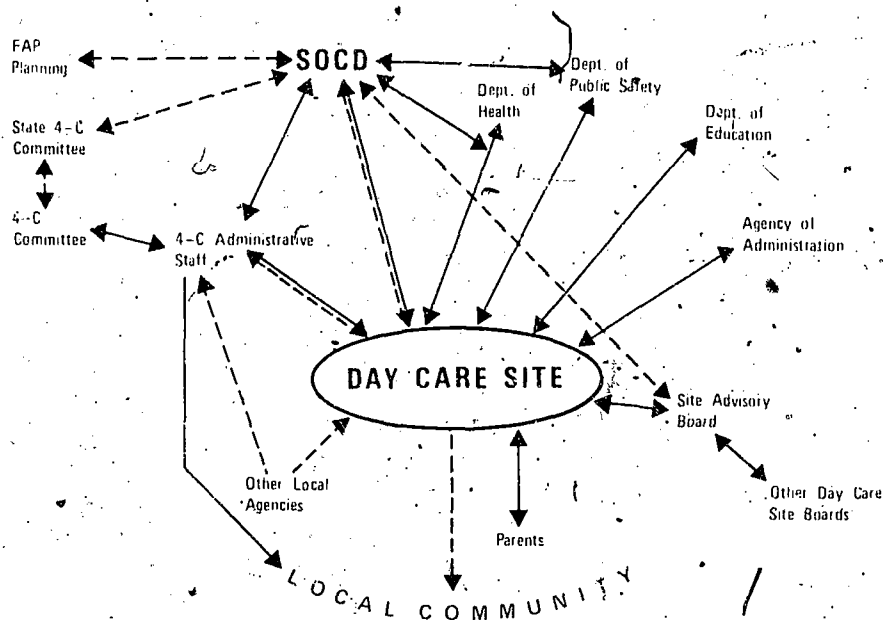 FAP
Planning
SOCD
Dept. of
Public Safety
Dept. of
Health
Dept. of
Education
State 4-C
Committee
4-C
Committee
4-C Administrative
Staff
Agency of
Administration
DAY CARE SITE
Site Advisory
Board
Other Local
Agencies
Other Day Care
Site Boards
Parents
LOCAL COMMUNITY